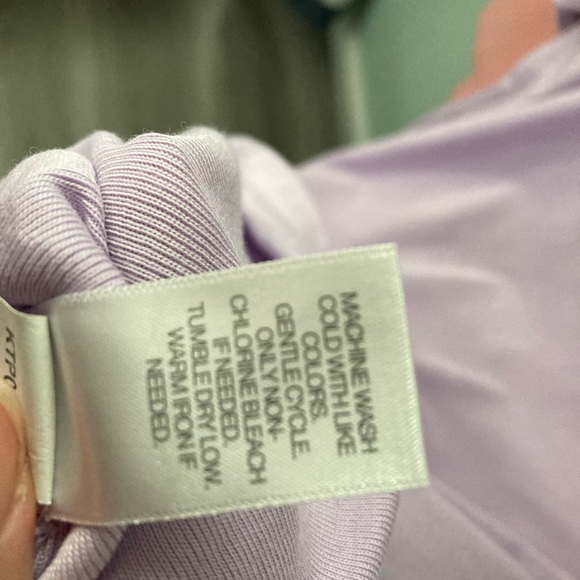 MACHINE WASH
COLD WITH LIKE
COLORS.
GENTLE CYCLE.
ONLY NON-
CHLORINE BLEACH
IF NEEDED.
TUMBLE DRY LOW.
WARM IRON IF
NEEDED.